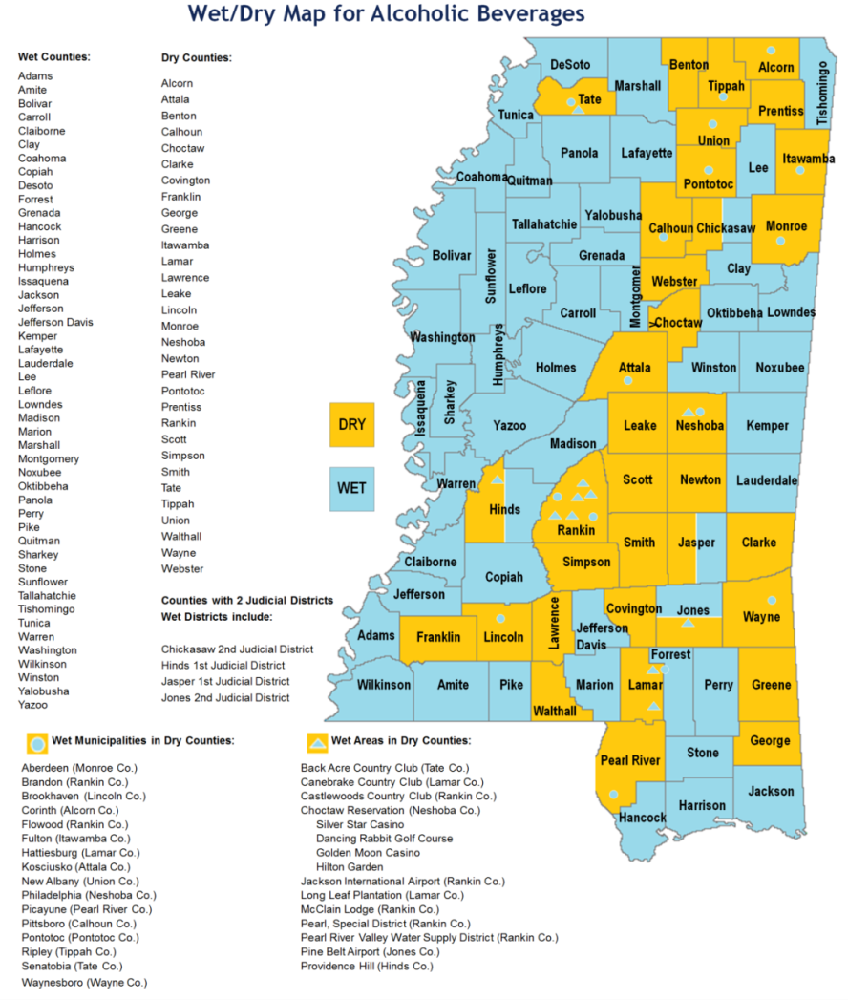 Wet/Dry Map for Alcoholic Beverages
Wet Counties:
Adams
Amite
Bolivar
Carroll
Claiborne
Clay
Coahoma
Copiah
Desoto
Forrest
Grenada
Hancock
Harrison
Holmes
Humphreys
Issaquena
Jackson
Jefferson
Jefferson Davis
Kemper
Lafayette
Lauderdale
Lee
Leflore
Lowndes
Madison
Marion
Marshall
Montgomery
Noxubee
Oktibbeha
Panola
Perry
Pike
Quitman
Sharkey
Stone
Sunflower
Tallahatchie
Tishomingo
Tunica
Warren
Washington
Wilkinson
Winston
Yalobusha
Yazoo
Dry Counties:
Alcorn
Attala
Benton
Calhoun
Choctaw
Clarke
Covington
Franklin
George
Greene
Itawamba
Lamar
Lawrence
Leake
Lincoln
Monroe
Neshoba
Newton
Pearl River
Pontotoc
Prentiss
Rankin
Scott
Simpson
Smith
Tate
Tippah
Union
Walthall
Wayne
Webster
Counties with 2 Judicial Districts
Wet Districts include:
Chickasaw 2nd Judicial District
Hinds 1st Judicial District
Jasper 1st Judicial District
Jones 2nd Judicial District
DRY
WET
DeSoto
Marshall
Benton
Tippah
Alcorn
Tishomingo
Tunica
Tate
Prentiss
Union
Panola
Lafayette
Pontotoc
Lee
Itawamba
Coahoma
Quitman
Tallahatchie
Yalobusha
Calhoun
Chickasaw
Monroe
Bolivar
Sunflower
Leflore
Grenada
Webster
Clay
Carroll
Montgomer
y
Choctaw
Oktibbeha
Lowndes
Washington
Humphreys
Holmes
Attala
Winston
Noxubee
Issaquena
Sharkey
Yazoo
Madison
Leake
Neshoba
Kemper
Warren
Hinds
Rankin
Scott
Newton
Lauderdale
Claiborne
Copiah
Simpson
Smith
Jasper
Clarke
Jefferson
Adams
Franklin
Lincoln
Lawrence
Jefferson
Davis
Covington
Jones
Wayne
Wilkinson
Amite
Pike
Walthall
Marion
Lamar
Forrest
Perry
Greene
Pearl River
Stone
George
Hancock
Harrison
Jackson
Wet Municipalities in Dry Counties:
Aberdeen (Monroe Co.)
Brandon (Rankin Co.)
Brookhaven (Lincoln Co.)
Corinth (Alcorn Co.)
Flowood (Rankin Co.)
Fulton (Itawamba Co.)
Hattiesburg (Lamar Co.)
Kosciusko (Attala Co.)
New Albany (Union Co.)
Philadelphia (Neshoba Co.)
Picayune (Pearl River Co.)
Pittsboro (Calhoun Co.)
Pontotoc (Pontotoc Co.)
Ripley (Tippah Co.)
Senatobia (Tate Co.)
Waynesboro (Wayne Co.)
Wet Areas in Dry Counties:
Back Acre Country Club (Tate Co.)
Canebrake Country Club (Lamar Co.)
Castlewoods Country Club (Rankin Co.)
Choctaw Reservation (Neshoba Co.)
Silver Star Casino
Dancing Rabbit Golf Course
Golden Moon Casino
Hilton Garden
Jackson International Airport (Rankin Co.)
Long Leaf Plantation (Lamar Co.)
McClain Lodge (Rankin Co.)
Pearl, Special District (Rankin Co.)
Pearl River Valley Water Supply District (Rankin Co.)
Pine Belt Airport (Jones Co.)
Providence Hill (Hinds Co.)